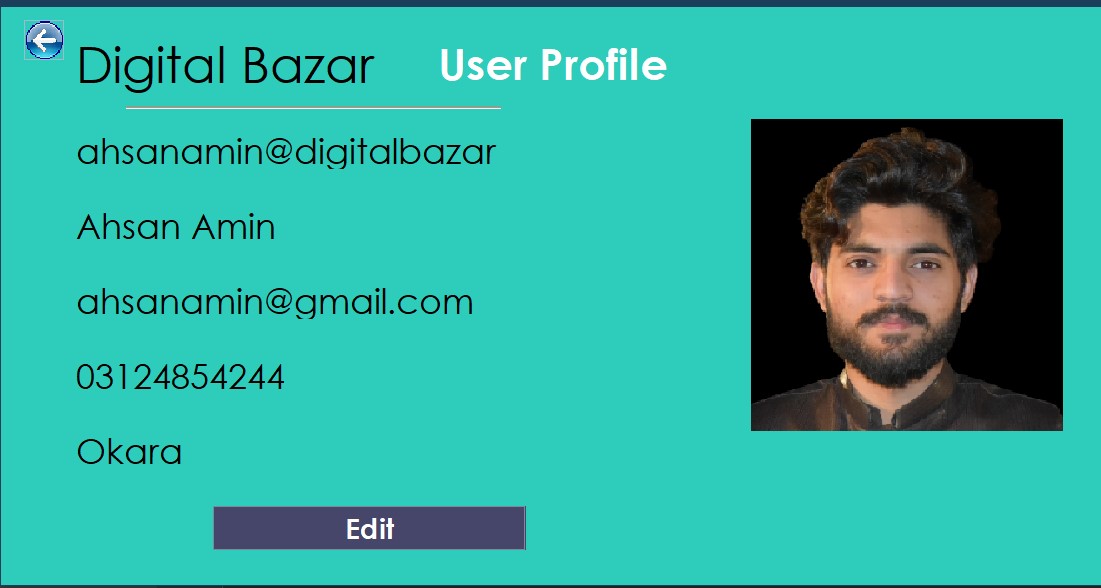 Digital Bazar
User Profile
ahsanamin@digitalbazar
Ahsan Amin
ahsanamin@gmail.com
03124854244
Okara
Edit